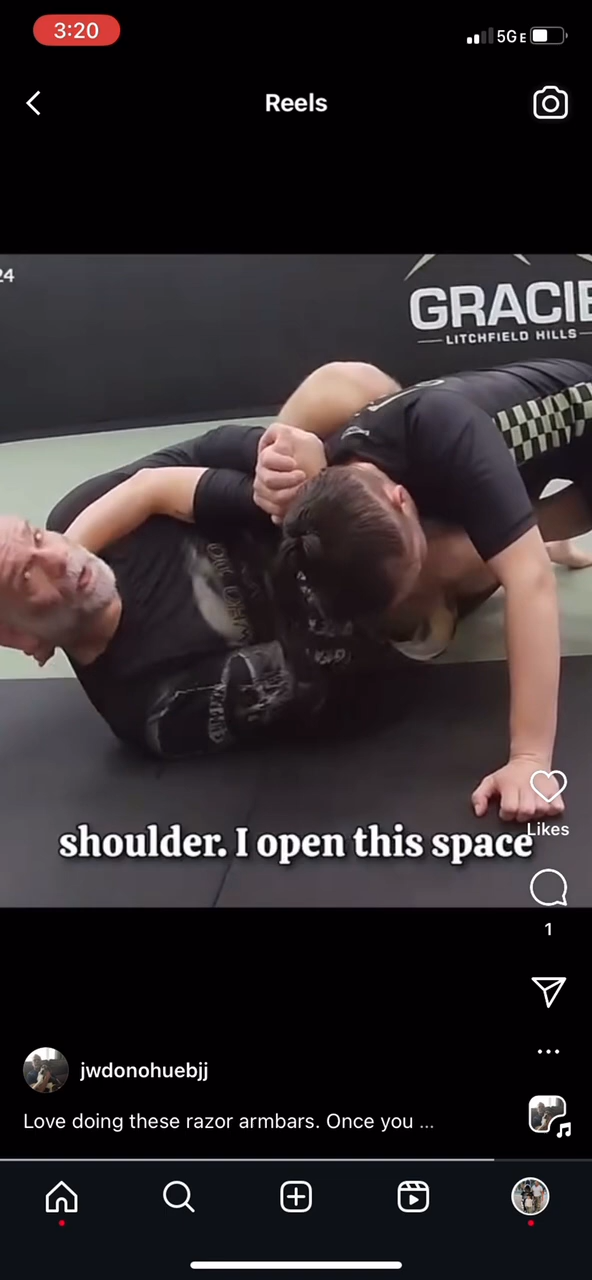 3:20
5GE
Reels
24
GRACIE
LITCHFIELD HILLS
shoulder. I open this space
Likes
1
jwdonohuebjj
Love doing these razor armbars. Once you ...